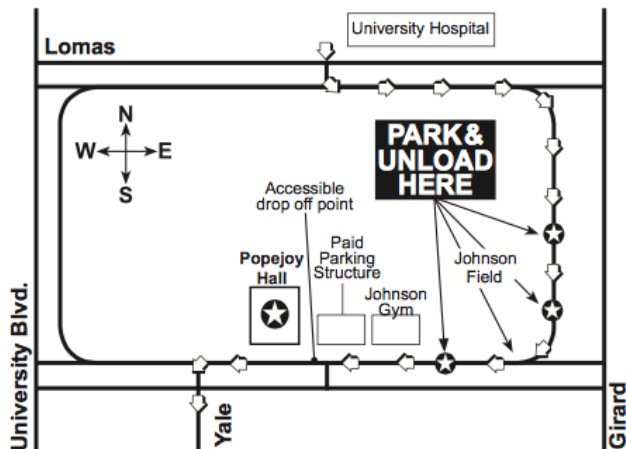 University Hospital
Lomas
N
W E
S
PARK &
UNLOAD
HERE
Accessible
drop off point
Popejoy
Hall
Paid
Parking
Structure
Johnson
Gym
Johnson
Field
University Blvd.
Yale
Girard